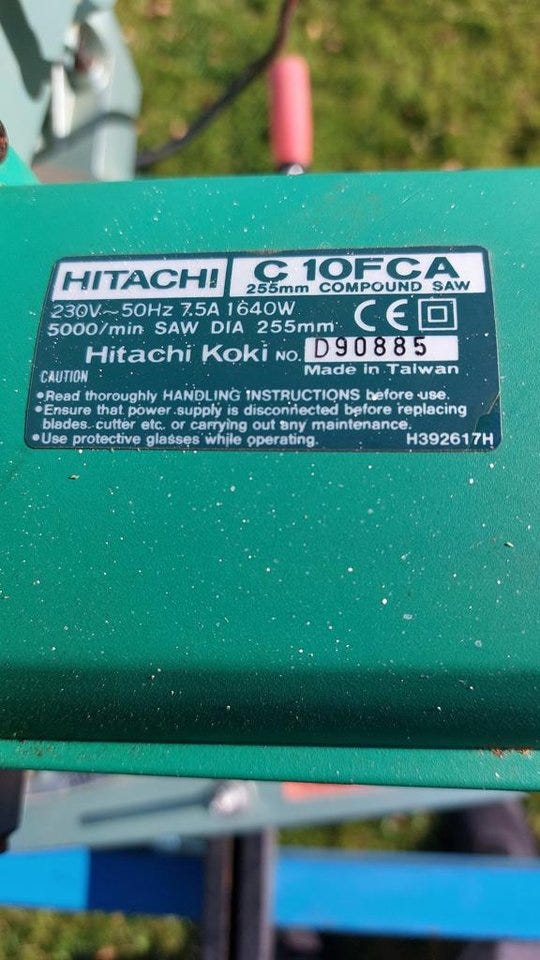 HITACHI C 10FCA
255mm COMPOUND SAW
230V~50Hz 7.5A 1640W
5000/min SAW DIA 255mm CE
Hitachi Koki NO. D90885
Made in Taiwan
CAUTION
•Read thoroughly HANDLING INSTRUCTIONS before use.
•Ensure that power supply is disconnected before replacing
blades. cutter etc. or carrying out any maintenance.
•Use protective glasses while operating. H392617H